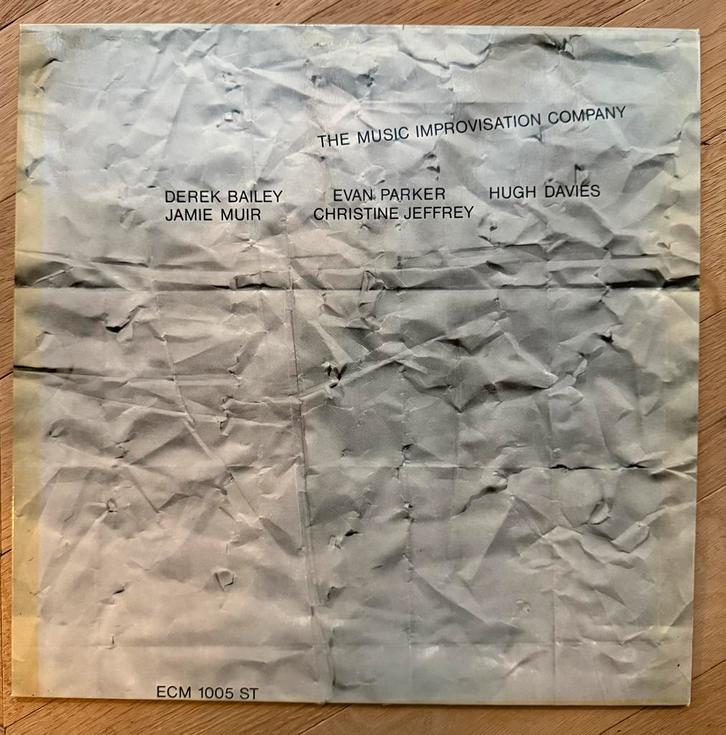 THE MUSIC IMPROVISATION COMPANY
DEREK BAILEY EVAN PARKER HUGH DAVIES
JAMIE MUIR CHRISTINE JEFFREY
ECM 1005 ST